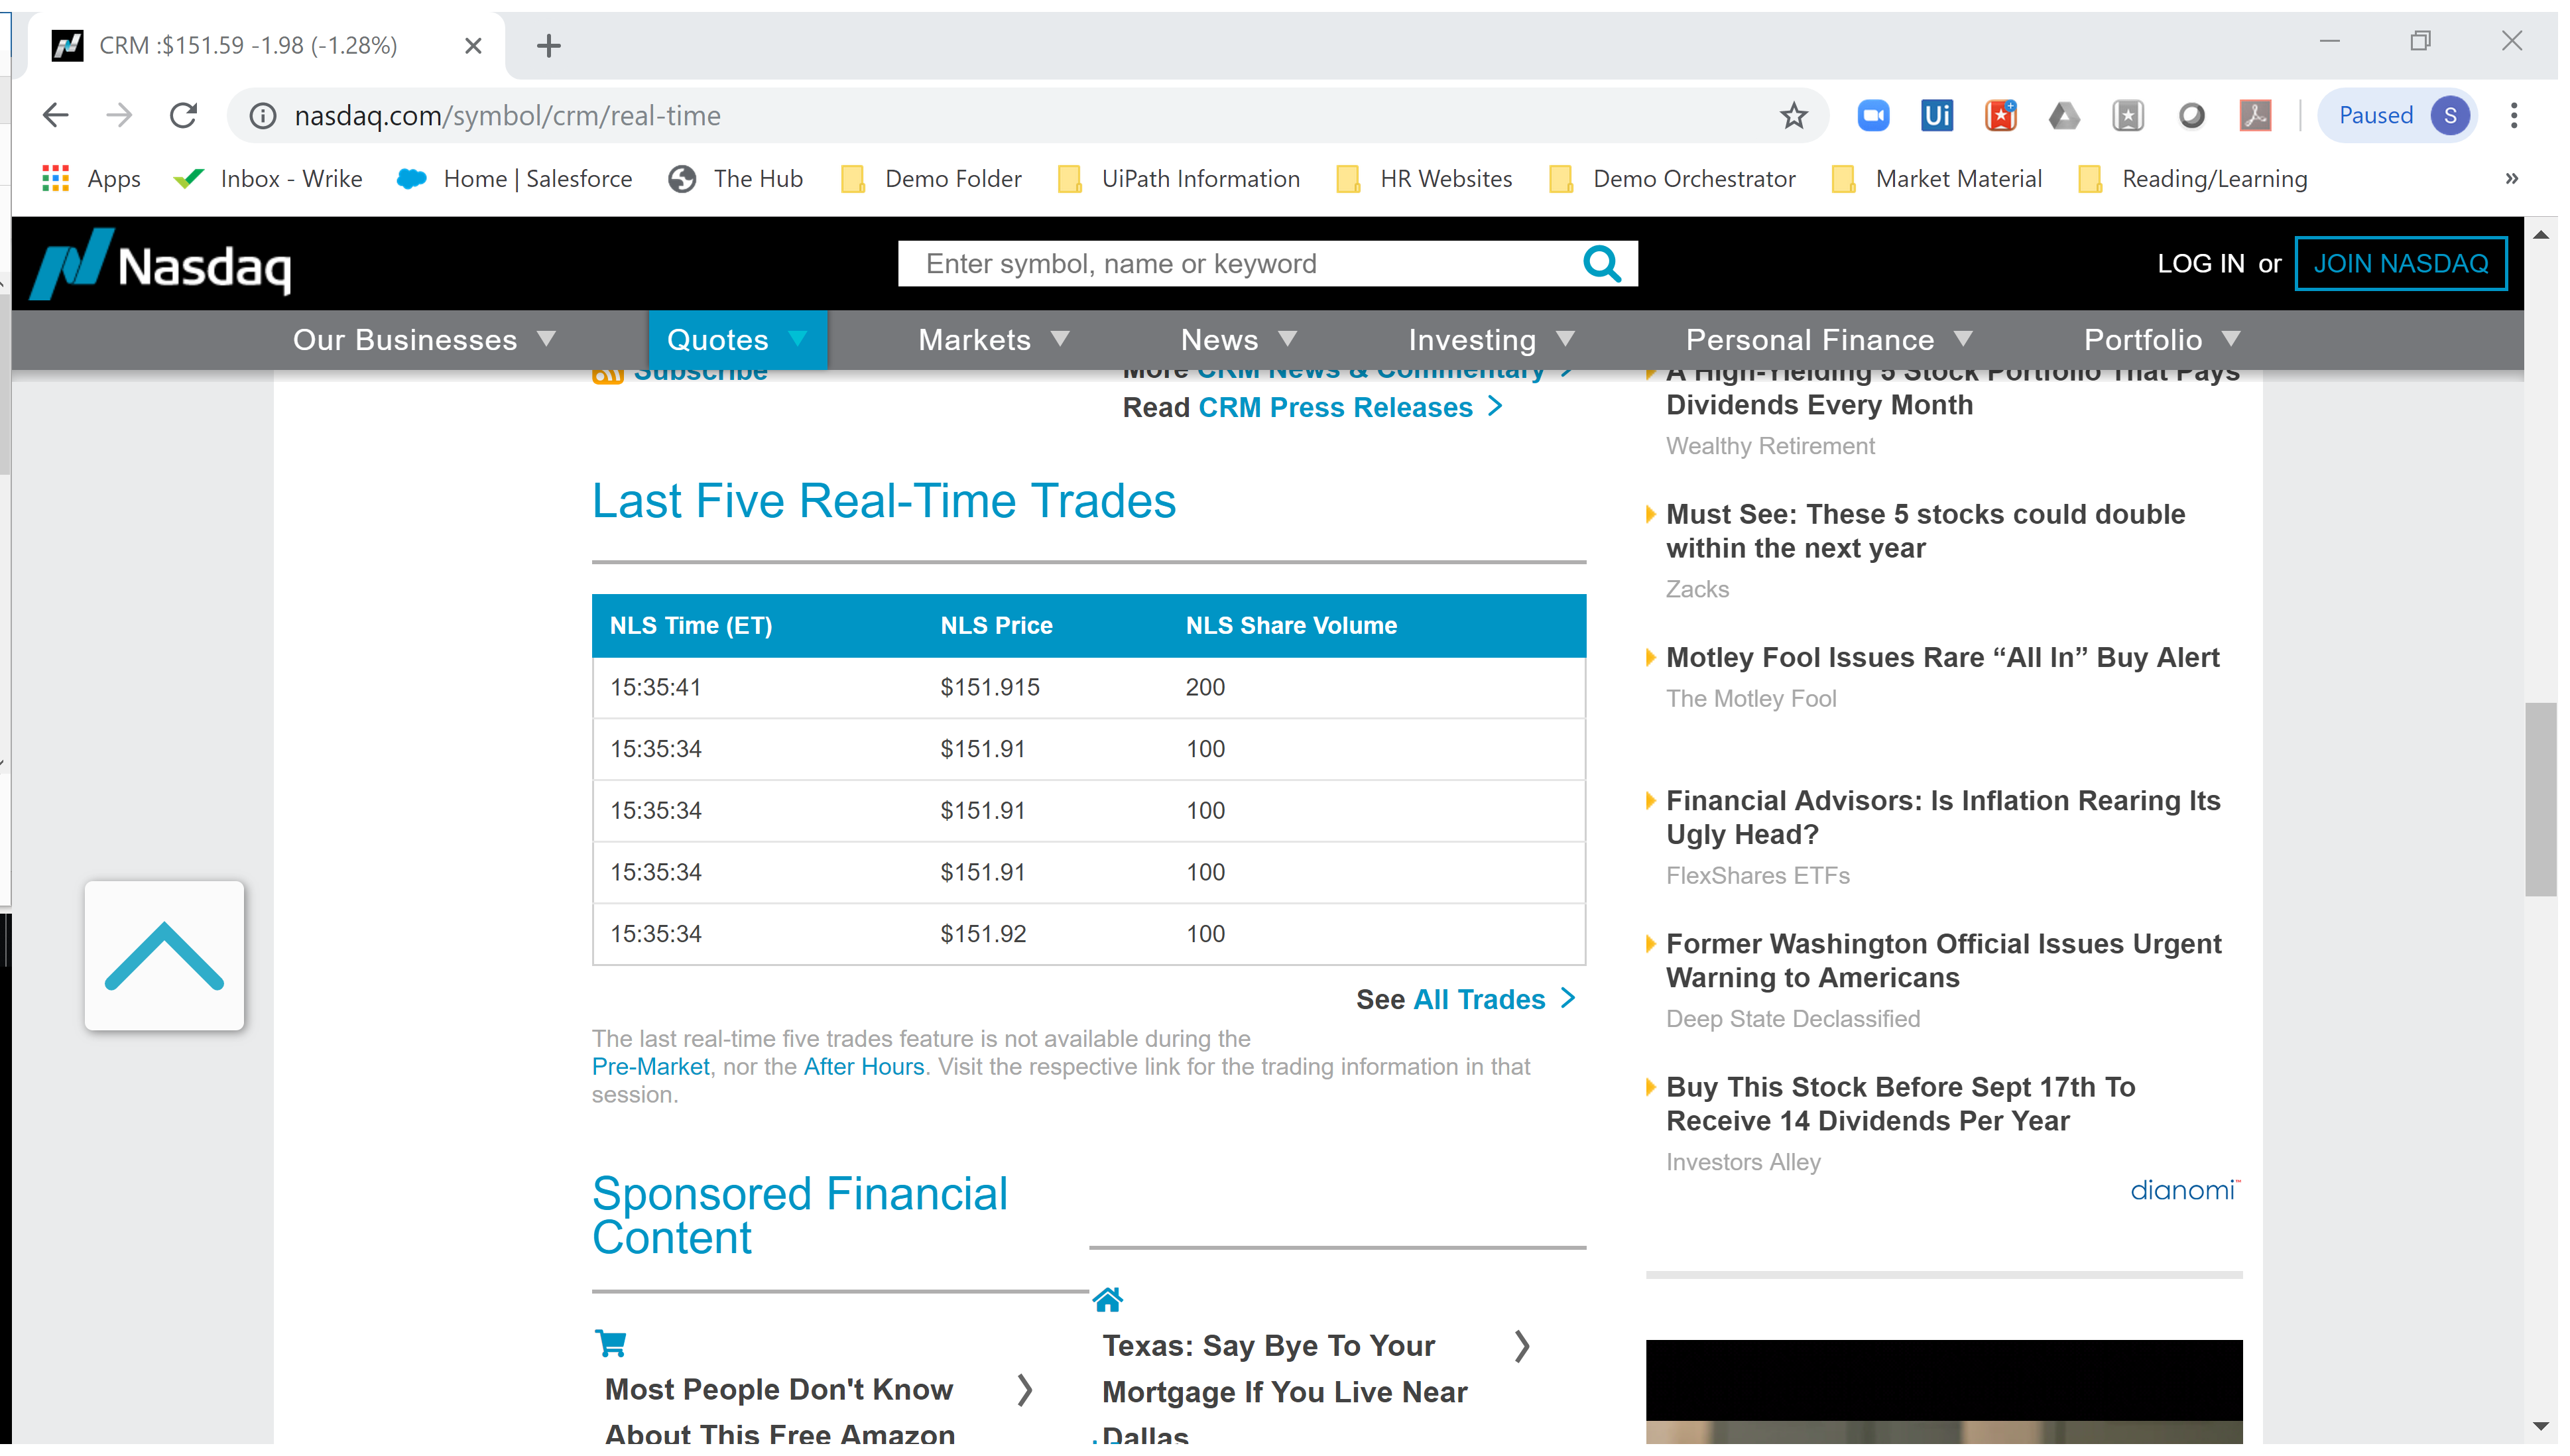 CRM :$151.59 -1.98 (-1.28%)
nasdaq.com/symbol/crm/real-time
Ui
Paused S
Apps Inbox - Wrike Home | Salesforce The Hub Demo Folder UiPath Information HR Websites Demo Orchestrator Market Material Reading/Learning »
Nasdaq
Enter symbol, name or keyword
LOG IN or JOIN NASDAQ
Our Businesses Quotes Markets News Investing Personal Finance Portfolio
Subscribe
More CRM News & Commentary >
Read CRM Press Releases >
Last Five Real-Time Trades
NLS Time (ET) NLS Price NLS Share Volume
15:35:41 $151.915 200
15:35:34 $151.91 100
15:35:34 $151.91 100
15:35:34 $151.91 100
15:35:34 $151.92 100
See All Trades >
The last real-time five trades feature is not available during the
Pre-Market, nor the After Hours. Visit the respective link for the trading information in that
session.
Sponsored Financial
Content
Most People Don't Know
About This Free Amazon
Texas: Say Bye To Your
Mortgage If You Live Near
Dallas
A High-Yielding 5 Stock Portfolio That Pays
Dividends Every Month
Wealthy Retirement
Must See: These 5 stocks could double
within the next year
Zacks
Motley Fool Issues Rare “All In” Buy Alert
The Motley Fool
Financial Advisors: Is Inflation Rearing Its
Ugly Head?
FlexShares ETFs
Former Washington Official Issues Urgent
Warning to Americans
Deep State Declassified
Buy This Stock Before Sept 17th To
Receive 14 Dividends Per Year
Investors Alley
dianomi™